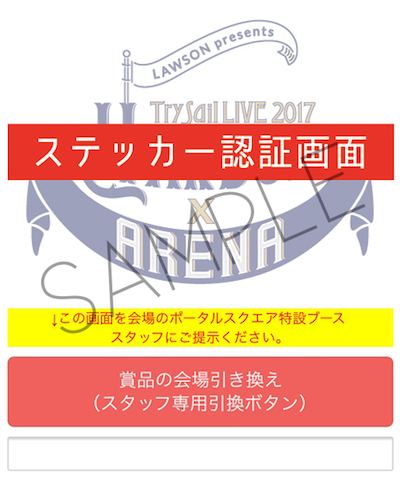 LAWSON presents
TrySail LIVE 2017
ステッカー認証画面
x
ARENA
SAMPLE
↓この画面を会場のポータルスクエア特設ブース
スタッフにご提示ください。
賞品の会場引き換え
（スタッフ専用引換ボタン）